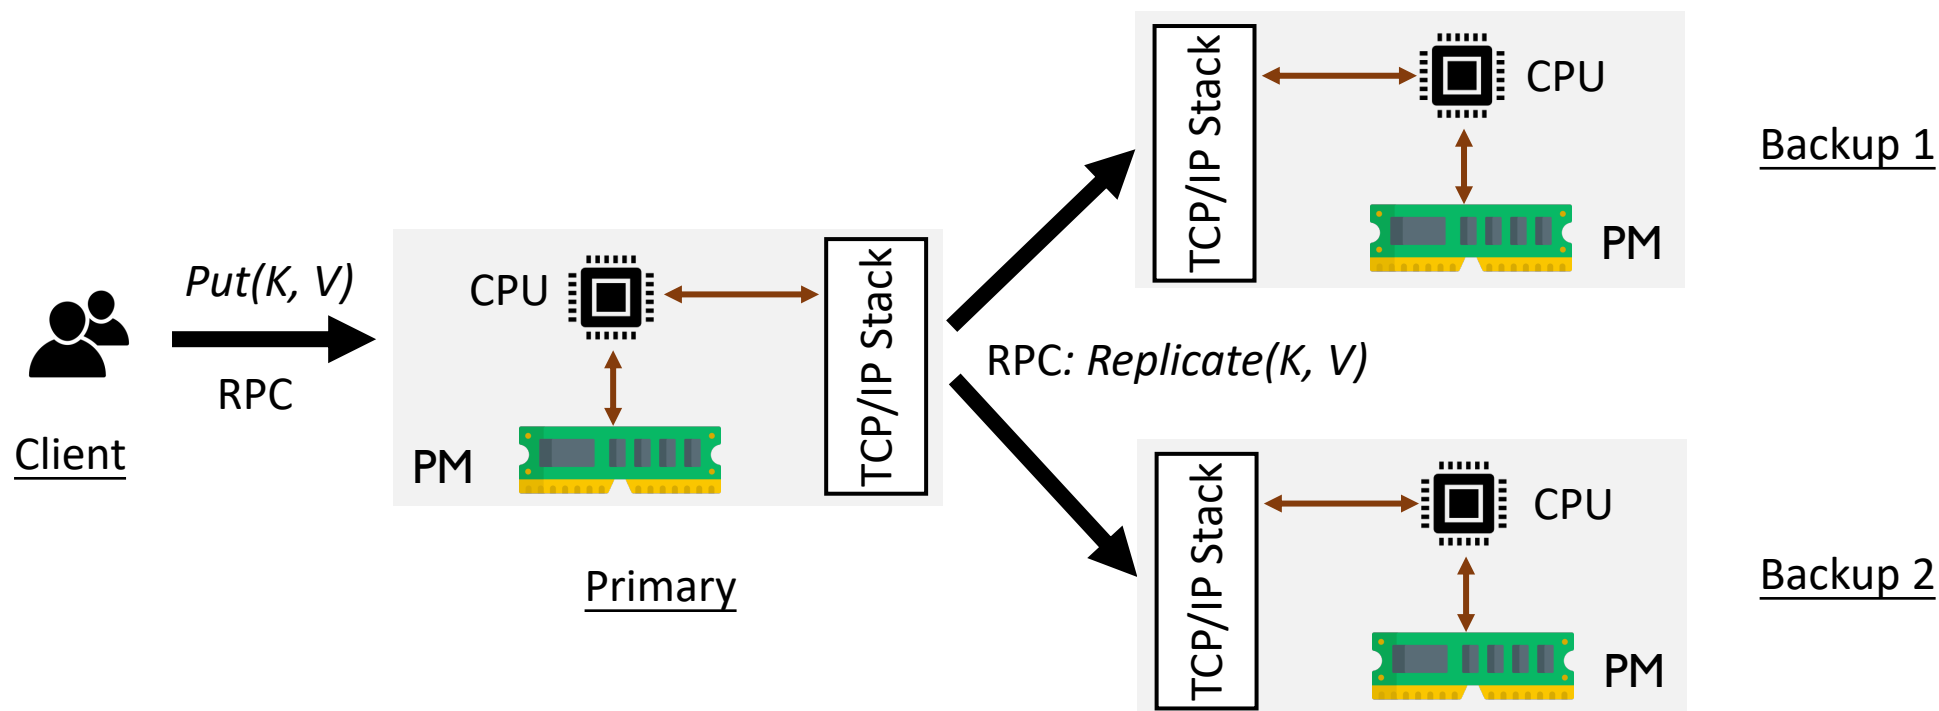 Put(K, V)
RPC
Client
CPU
PM
TCP/IP Stack
Primary
RPC: Replicate(K, V)
TCP/IP Stack
CPU
PM
Backup 1
TCP/IP Stack
CPU
PM
Backup 2